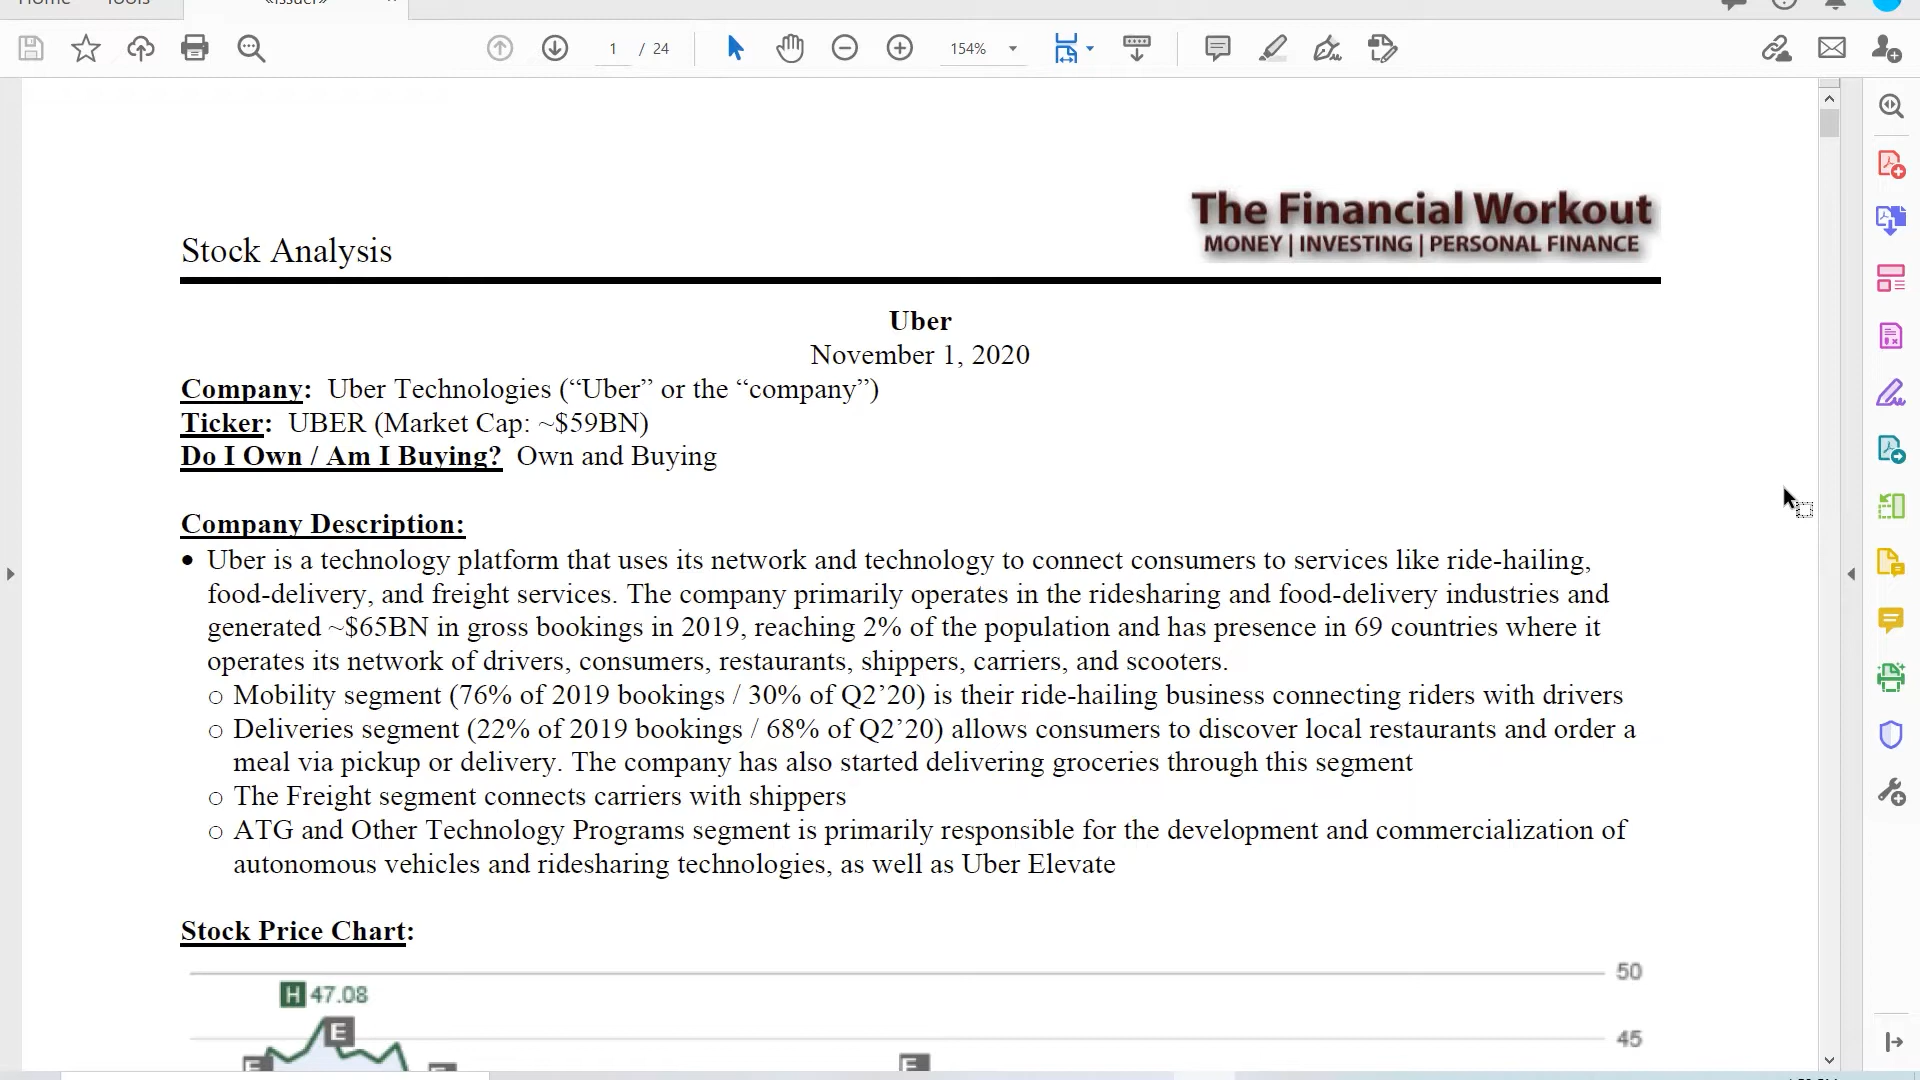 Home Tools «Issuer»
1 / 24 154%
The Financial Workout
MONEY | INVESTING | PERSONAL FINANCE
Stock Analysis
Uber
November 1, 2020
Company: Uber Technologies (“Uber” or the “company”)
Ticker: UBER (Market Cap: ~$59BN)
Do I Own / Am I Buying? Own and Buying
Company Description:
• Uber is a technology platform that uses its network and technology to connect consumers to services like ride-hailing,
food-delivery, and freight services. The company primarily operates in the ridesharing and food-delivery industries and
generated ~$65BN in gross bookings in 2019, reaching 2% of the population and has presence in 69 countries where it
operates its network of drivers, consumers, restaurants, shippers, carriers, and scooters.
○ Mobility segment (76% of 2019 bookings / 30% of Q2’20) is their ride-hailing business connecting riders with drivers
○ Deliveries segment (22% of 2019 bookings / 68% of Q2’20) allows consumers to discover local restaurants and order a
meal via pickup or delivery. The company has also started delivering groceries through this segment
○ The Freight segment connects carriers with shippers
○ ATG and Other Technology Programs segment is primarily responsible for the development and commercialization of
autonomous vehicles and ridesharing technologies, as well as Uber Elevate
Stock Price Chart:
50
H 47.08
E
45
E E E